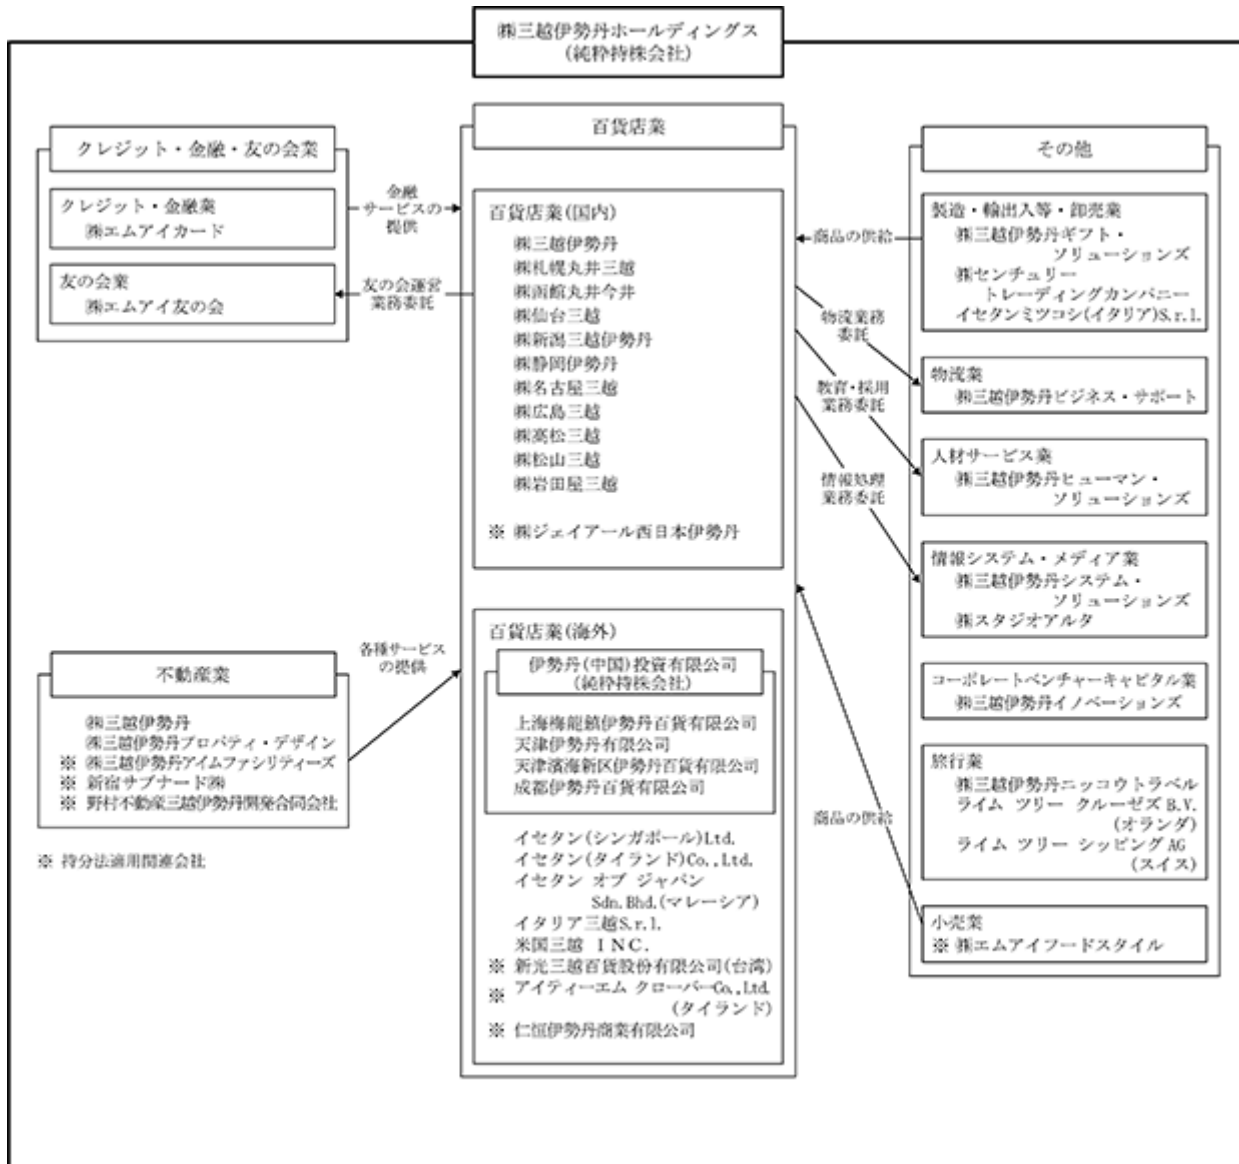 ㈱三越伊勢丹ホールディングス
(純粋持株会社)
クレジット・金融・友の会業
クレジット・金融業
㈱エムアイカード
友の会業
㈱エムアイ友の会
金融
サービスの
提供
友の会運営
業務委託
不動産業
㈱三越伊勢丹
㈱三越伊勢丹プロパティ・デザイン
※ ㈱三越伊勢丹アイムファシリティーズ
※ 新宿サブナード㈱
※ 野村不動産三越伊勢丹開発合同会社
※ 持分法適用関連会社
各種サービス
の提供
百貨店業
百貨店業(国内)
㈱三越伊勢丹
㈱札幌丸井三越
㈱函館丸井今井
㈱仙台三越
㈱新潟三越伊勢丹
㈱静岡伊勢丹
㈱名古屋三越
㈱広島三越
㈱高松三越
㈱松山三越
㈱岩田屋三越
※ ㈱ジェイアール西日本伊勢丹
百貨店業(海外)
伊勢丹(中国)投資有限公司
(純粋持株会社)
上海梅龍鎮伊勢丹百貨有限公司
天津伊勢丹有限公司
天津濱海新区伊勢丹百貨有限公司
成都伊勢丹百貨有限公司
イセタン(シンガポール)Ltd.
イセタン(タイランド)Co.,Ltd.
イセタン オブ ジャパン
Sdn.Bhd.(マレーシア)
イタリア三越S.r.l.
米国三越 INC.
※ 新光三越百貨股份有限公司(台湾)
※ アイティーエム クローバーCo.,Ltd.
(タイランド)
※ 仁恒伊勢丹商業有限公司
商品の供給
物流業務
委託
教育・採用
業務委託
情報処理
業務委託
商品の供給
その他
製造・輸出入等・卸売業
㈱三越伊勢丹ギフト・
ソリューションズ
㈱センチュリー
トレーディングカンパニー
イセタンミツコシ(イタリア)S.r.l.
物流業
㈱三越伊勢丹ビジネス・サポート
人材サービス業
㈱三越伊勢丹ヒューマン・
ソリューションズ
情報システム・メディア業
㈱三越伊勢丹システム・
ソリューションズ
㈱スタジオアルタ
コーポレートベンチャーキャピタル業
㈱三越伊勢丹イノベーションズ
旅行業
㈱三越伊勢丹ニッコウトラベル
ライム ツリー クルーゼズ B.V.
(オランダ)
ライム ツリー シッピング AG
(スイス)
小売業
※ ㈱エムアイフードスタイル